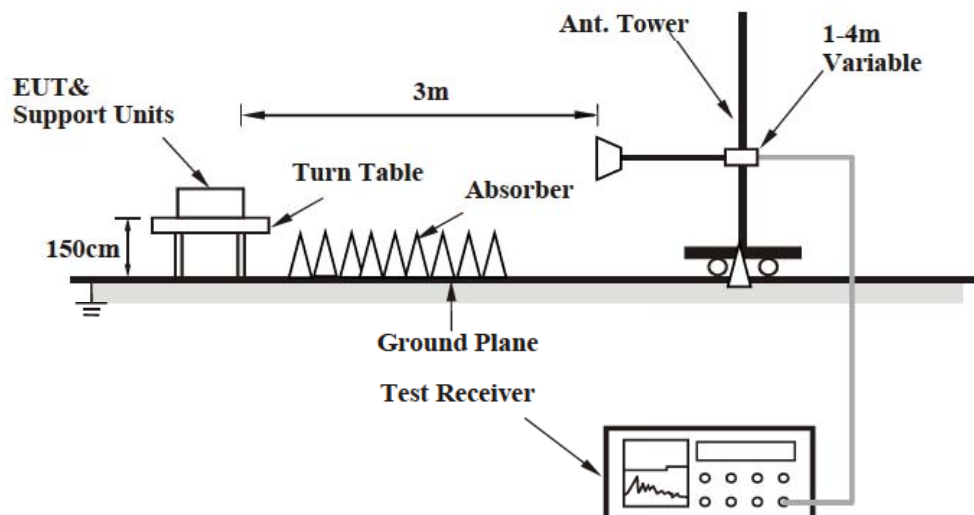 Ant. Tower
1-4m
Variable
EUT&
Support Units
3m
Turn Table
Absorber
150cm
Ground Plane
Test Receiver